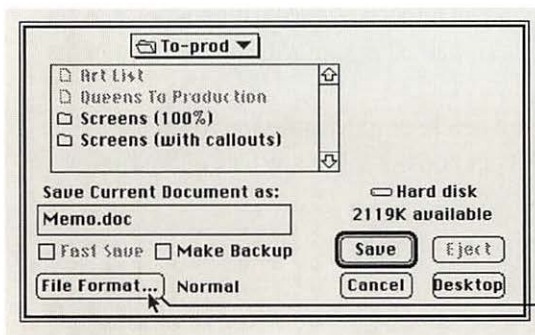 To-prod
Art List
Queens To Production
Screens (100%)
Screens (with callouts)
Save Current Document as:
Hard disk
Memo.doc
2119K available
Fast Save
Make Backup
Save
Eject
File Format...
Normal
Cancel
Desktop